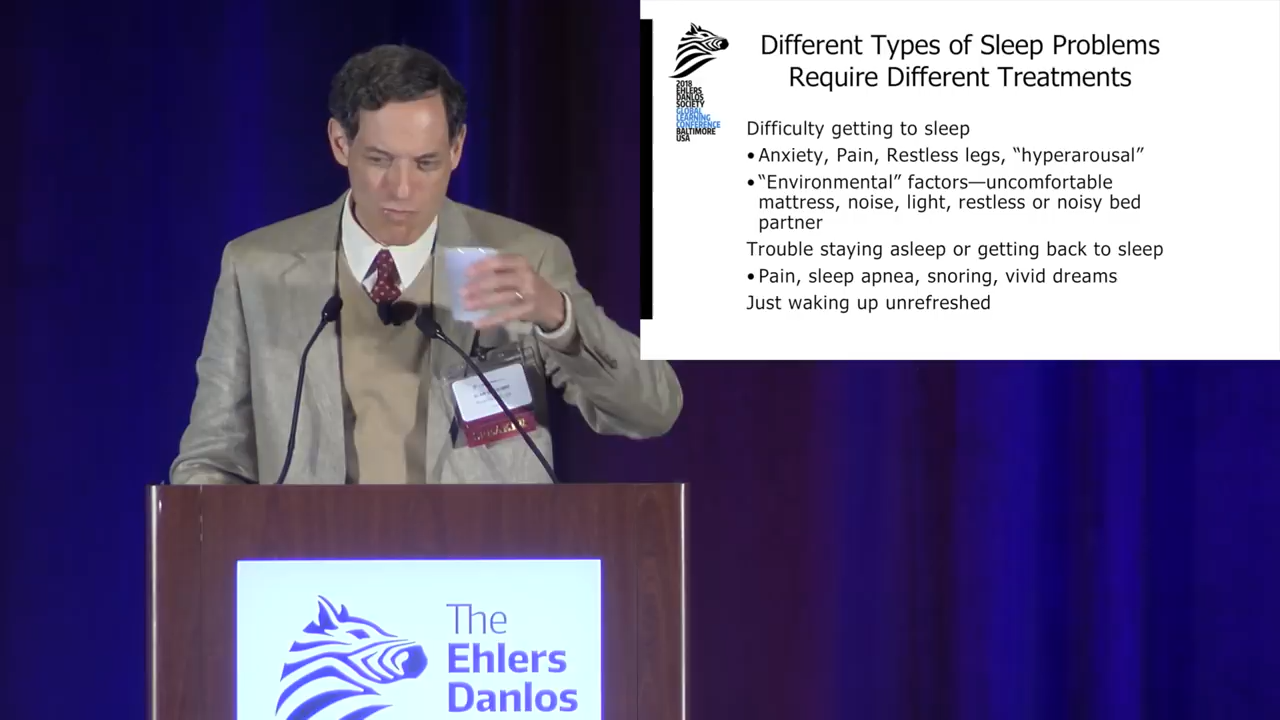 Different Types of Sleep Problems
Require Different Treatments
2018
EHLERS
DANLOS
SOCIETY
GLOBAL
LEARNING
CONFERENCE
BALTIMORE
USA
Difficulty getting to sleep
•Anxiety, Pain, Restless legs, “hyperarousal”
•“Environmental” factors—uncomfortable
mattress, noise, light, restless or noisy bed
partner
Trouble staying asleep or getting back to sleep
•Pain, sleep apnea, snoring, vivid dreams
Just waking up unrefreshed
The
Ehlers
Danlos